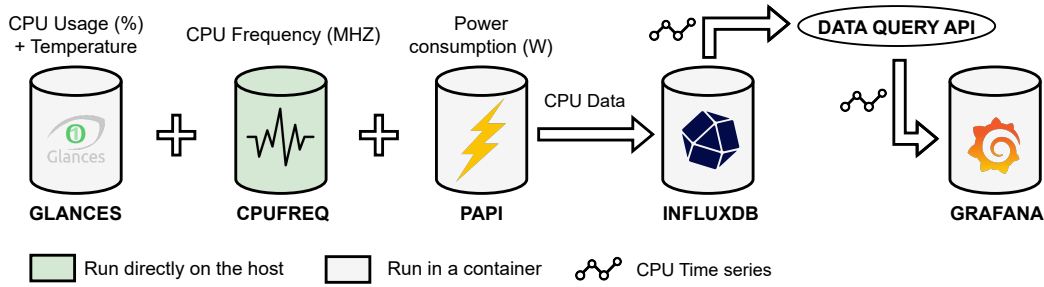 CPU Usage (%)
+ Temperature
CPU Frequency (MHZ)
Power
consumption (W)
DATA QUERY API
CPU Data
Glances
GLANCES
CPUFREQ
PAPI
INFLUXDB
GRAFANA
Run directly on the host
Run in a container
CPU Time series